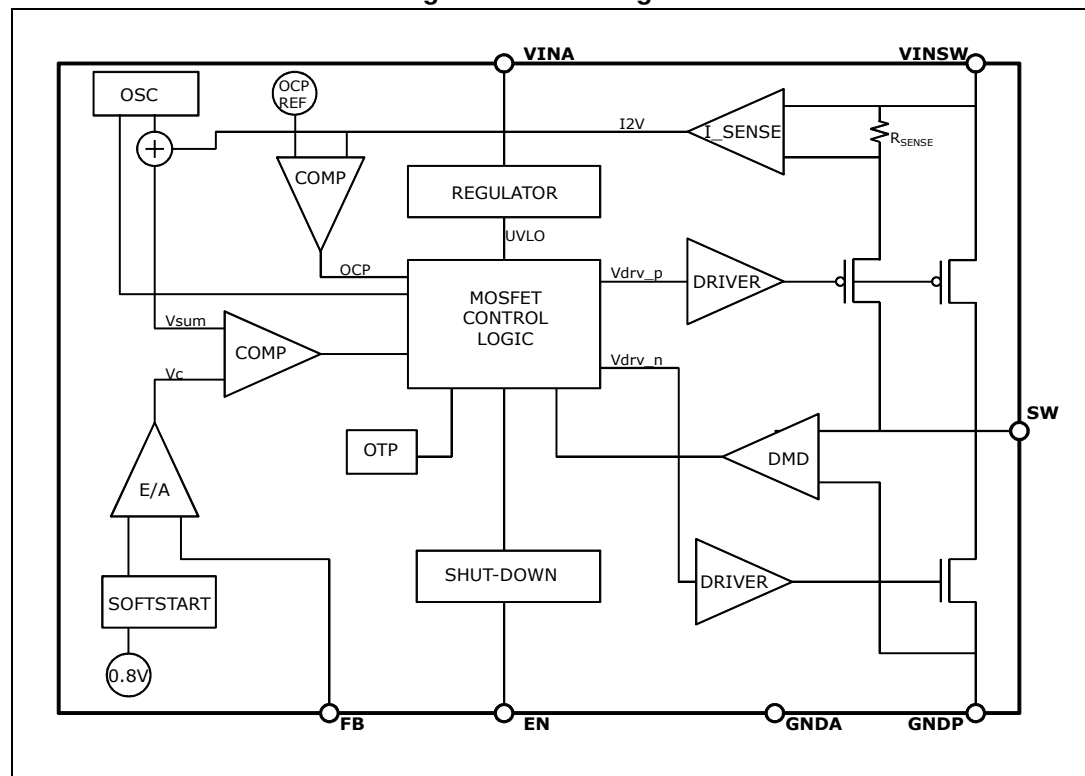 VINA
VINSW
OSC
OCP
REF
I2V
I_SENSE
RSENSE
+
COMP
REGULATOR
UVLO
OCP
MOSFET
CONTROL
LOGIC
Vdrv_p
DRIVER
Vsum
COMP
Vc
Vdrv_n
SW
OTP
DMD
E/A
SHUT-DOWN
DRIVER
SOFTSTART
0.8V
FB
EN
GNDA
GNDP